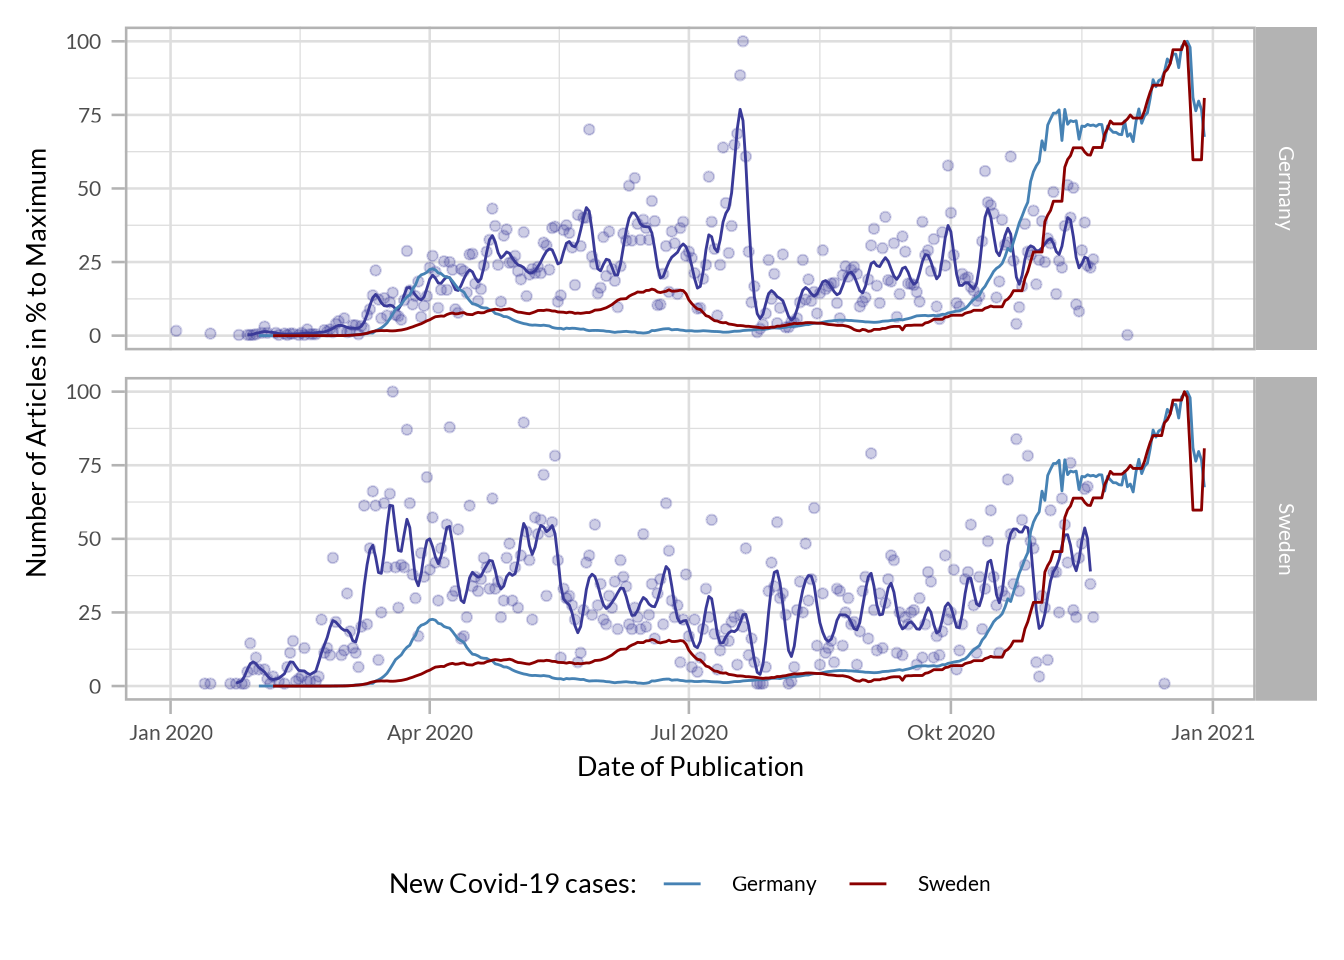 Number of Articles in % to Maximum
100
75
50
25
0
Germany
100
75
50
25
0
Sweden
Jan 2020 Apr 2020 Jul 2020 Okt 2020 Jan 2021
Date of Publication
New Covid-19 cases: Germany Sweden